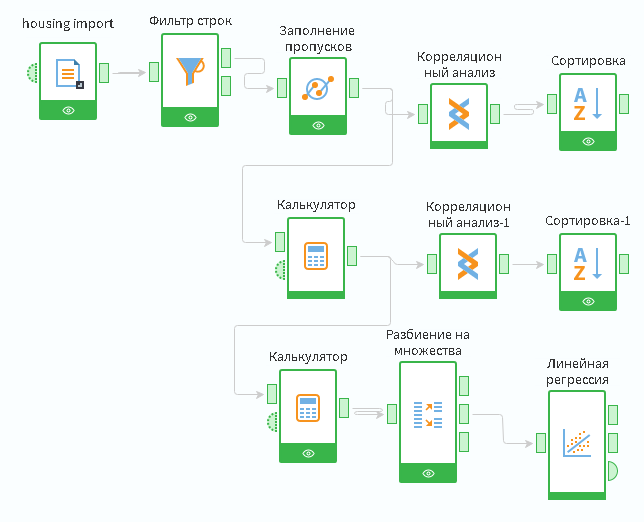 housing import
Фильтр строк
Заполнение
пропусков
Корреляцион
ный анализ
Сортировка
A
Z
Калькулятор
Корреляцион
ный анализ-1
Сортировка-1
A
Z
Калькулятор
Разбиение на
множества
Линейная
регрессия